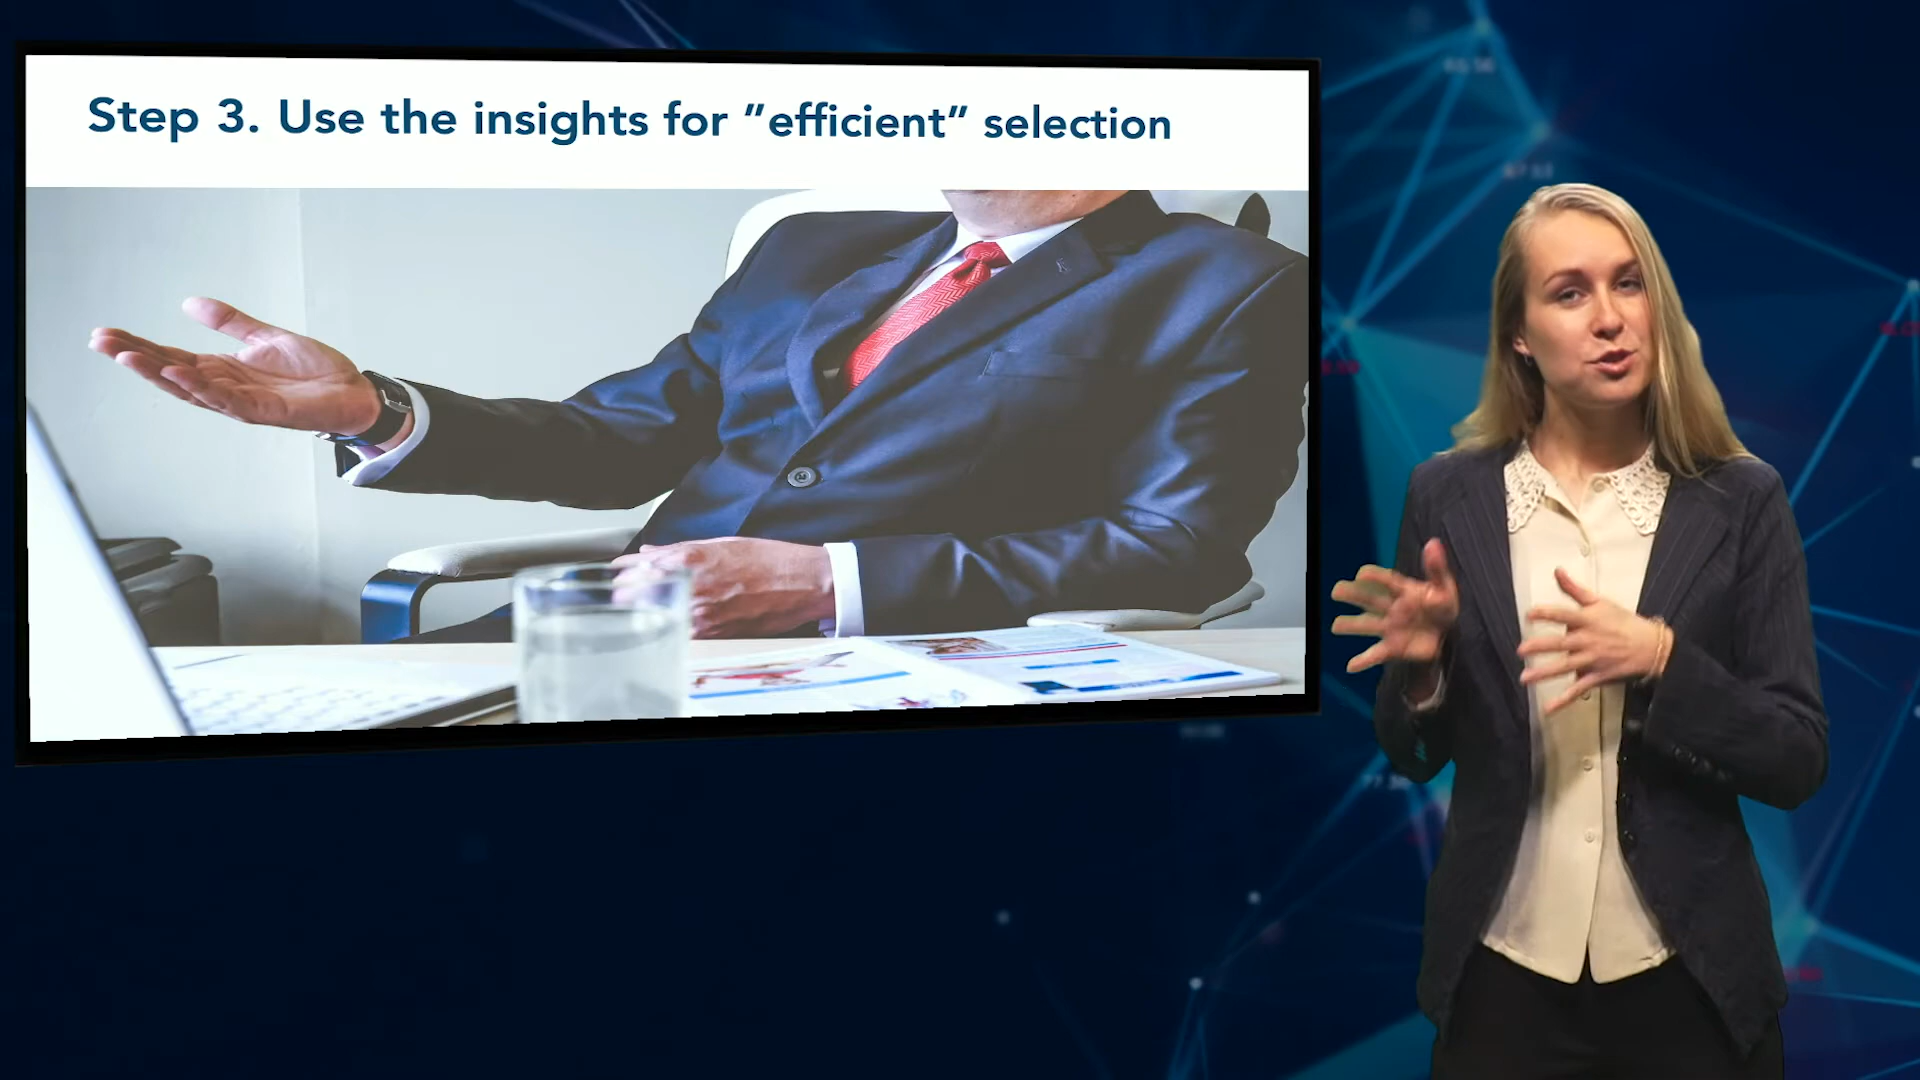 Step 3. Use the insights for ”efficient” selection